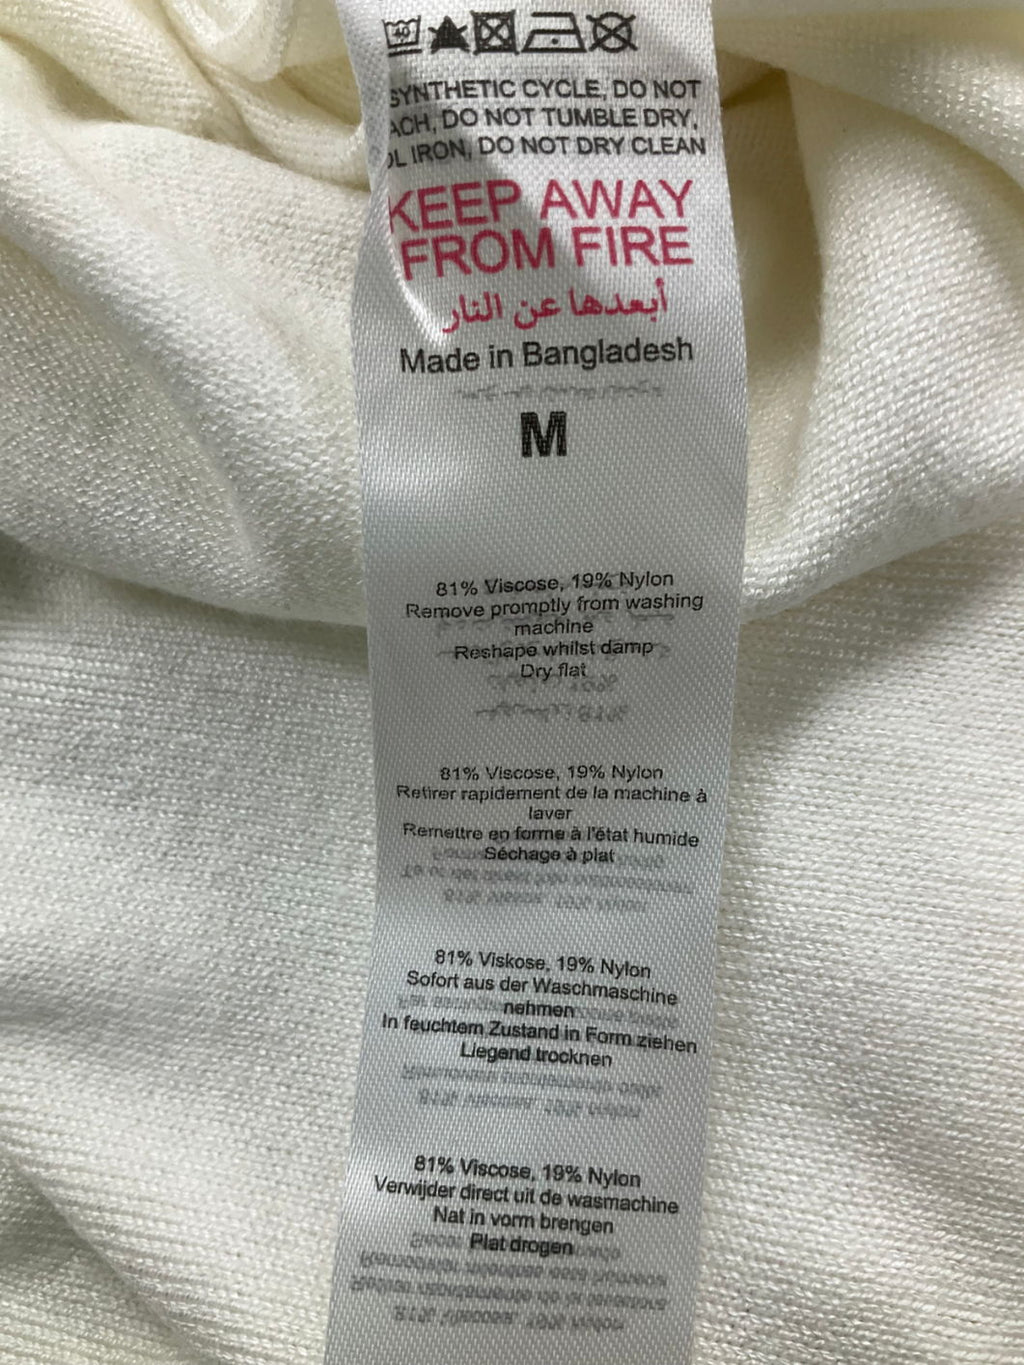 40
SYNTHETIC CYCLE, DO NOT
ACH, DO NOT TUMBLE DRY,
OL IRON, DO NOT DRY CLEAN
KEEP AWAY
FROM FIRE
أبعدها عن النار
Made in Bangladesh
M
81% Viscose, 19% Nylon
Remove promptly from washing
machine
Reshape whilst damp
Dry flat
81% Viscose, 19% Nylon
Retirer rapidement de la machine à
laver
Remettre en forme à l'état humide
Séchage à plat
81% Viskose, 19% Nylon
Sofort aus der Waschmaschine
nehmen
In feuchtem Zustand in Form ziehen
Liegend trocknen
81% Viscose, 19% Nylon
Verwijder direct uit de wasmachine
Nat in vorm brengen
Plat drogen